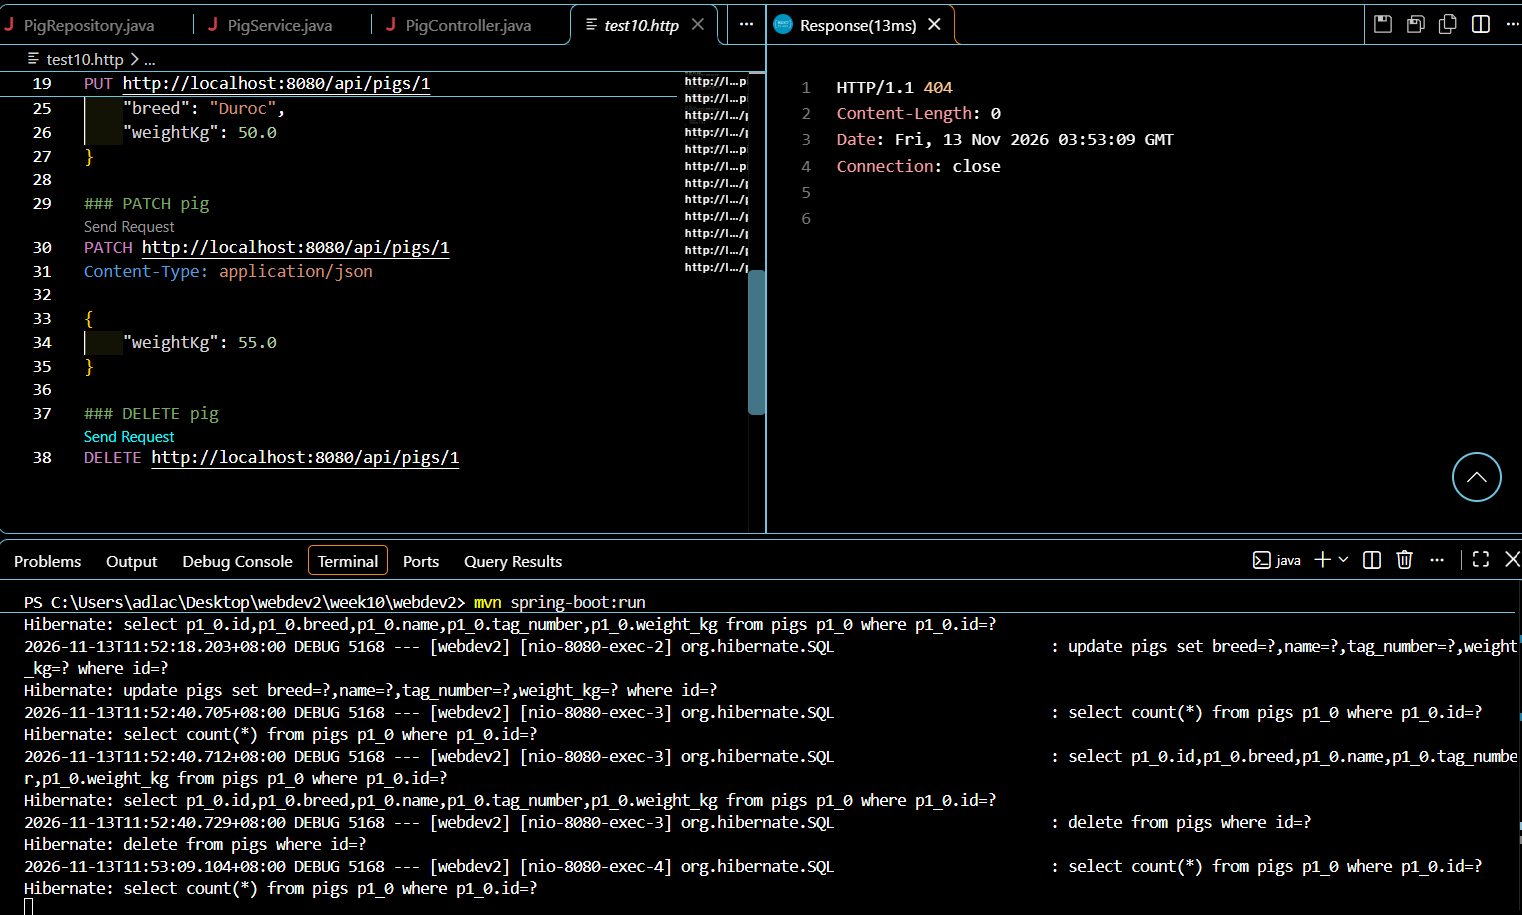 J PigRepository.java J PigService.java J PigController.java test10.http ···
test10.http > ...
19 PUT http://localhost:8080/api/pigs/1
25 "breed": "Duroc",
26 "weightKg": 50.0
27 }
28
29 ### PATCH pig
Send Request
30 PATCH http://localhost:8080/api/pigs/1
31 Content-Type: application/json
32
33 {
34 "weightKg": 55.0
35 }
36
37 ### DELETE pig
Send Request
38 DELETE http://localhost:8080/api/pigs/1
http://l...pi
http://l...p
http://l.../p
http://l.../p
http://l...pi
http://l...pi
http://l.../p
http://l.../p
http://l.../p
http://l.../p
http://l.../p
http://l.../p
Response(13ms)
1 HTTP/1.1 404
2 Content-Length: 0
3 Date: Fri, 13 Nov 2026 03:53:09 GMT
4 Connection: close
5
6
Problems Output Debug Console Terminal Ports Query Results java
PS C:\Users\adlac\Desktop\webdev2\week10\webdev2> mvn spring-boot:run
Hibernate: select p1_0.id,p1_0.breed,p1_0.name,p1_0.tag_number,p1_0.weight_kg from pigs p1_0 where p1_0.id=?
2026-11-13T11:52:18.203+08:00 DEBUG 5168 --- [webdev2] [nio-8080-exec-2] org.hibernate.SQL : update pigs set breed=?,name=?,tag_number=?,weight
_kg=? where id=?
Hibernate: update pigs set breed=?,name=?,tag_number=?,weight_kg=? where id=?
2026-11-13T11:52:40.705+08:00 DEBUG 5168 --- [webdev2] [nio-8080-exec-3] org.hibernate.SQL : select count(*) from pigs p1_0 where p1_0.id=?
Hibernate: select count(*) from pigs p1_0 where p1_0.id=?
2026-11-13T11:52:40.712+08:00 DEBUG 5168 --- [webdev2] [nio-8080-exec-3] org.hibernate.SQL : select p1_0.id,p1_0.breed,p1_0.name,p1_0.tag_numbe
r,p1_0.weight_kg from pigs p1_0 where p1_0.id=?
Hibernate: select p1_0.id,p1_0.breed,p1_0.name,p1_0.tag_number,p1_0.weight_kg from pigs p1_0 where p1_0.id=?
2026-11-13T11:52:40.729+08:00 DEBUG 5168 --- [webdev2] [nio-8080-exec-3] org.hibernate.SQL : delete from pigs where id=?
Hibernate: delete from pigs where id=?
2026-11-13T11:53:09.104+08:00 DEBUG 5168 --- [webdev2] [nio-8080-exec-4] org.hibernate.SQL : select count(*) from pigs p1_0 where p1_0.id=?
Hibernate: select count(*) from pigs p1_0 where p1_0.id=?